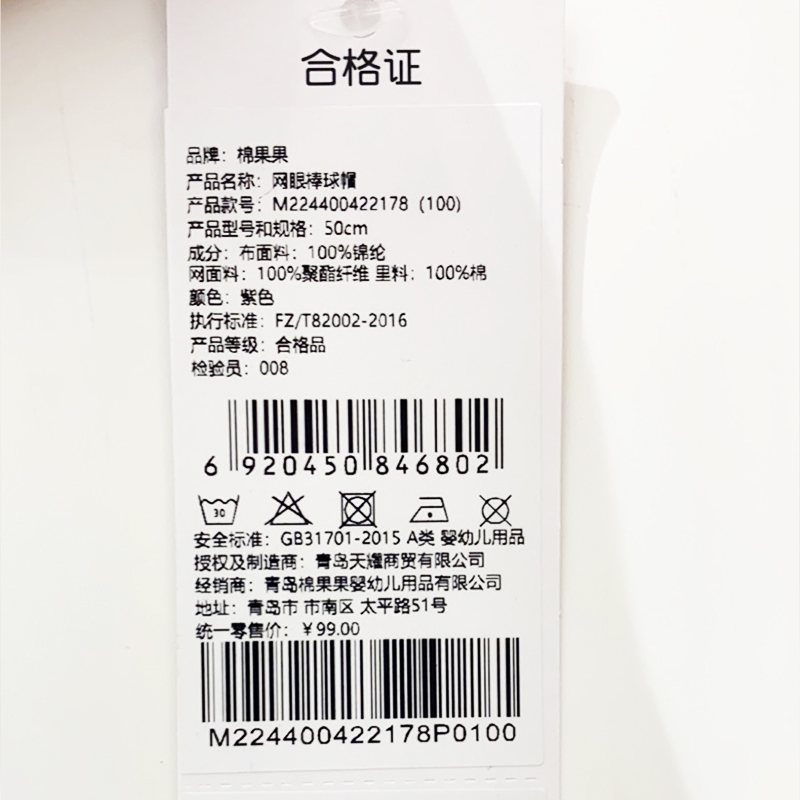 合格证
品牌：棉果果
产品名称：网眼棒球帽
产品款号：M224400422178（100）
产品型号和规格：50cm
成分：布面料：100%锦纶
网面料：100%聚酯纤维 里料：100%棉
颜色：紫色
执行标准：FZ/T82002-2016
产品等级：合格品
检验员：008
6 920450 846802
30
安全标准：GB31701-2015 A类 婴幼儿用品
授权及制造商：青岛天耀商贸有限公司
经销商：青岛棉果果婴幼儿用品有限公司
地址：青岛市 市南区 太平路51号
统一零售价：￥99.00
M224400422178P0100